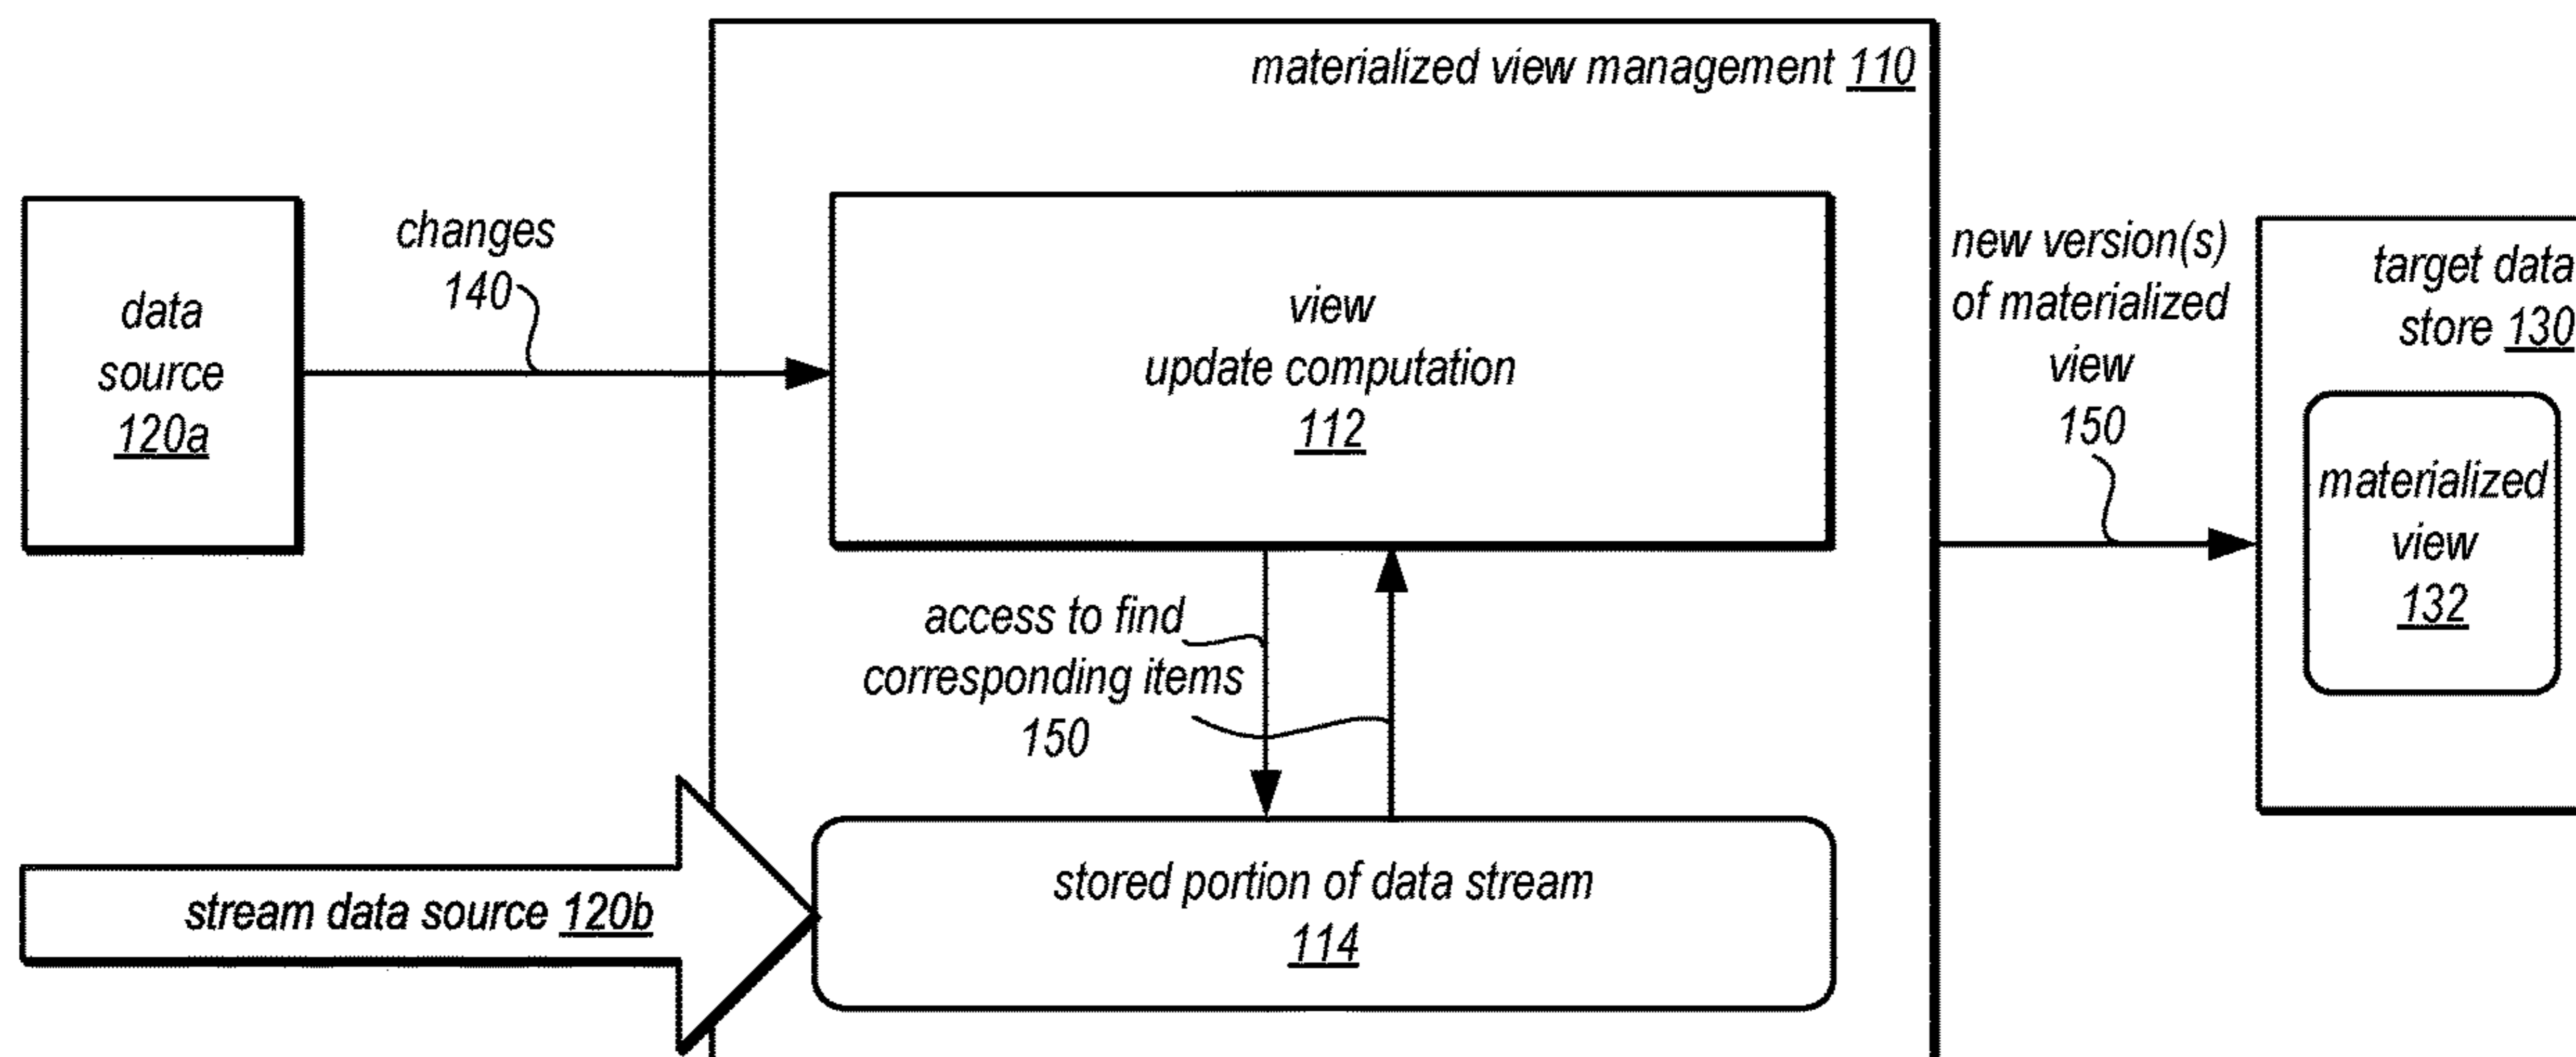 materialized view management 110
data
source
120a
changes
140
view
update computation
112
new version(s)
of materialized
view
150
target data
store 130
materialized
view
132
access to find
corresponding items
150
stream data source 120b
stored portion of data stream
114